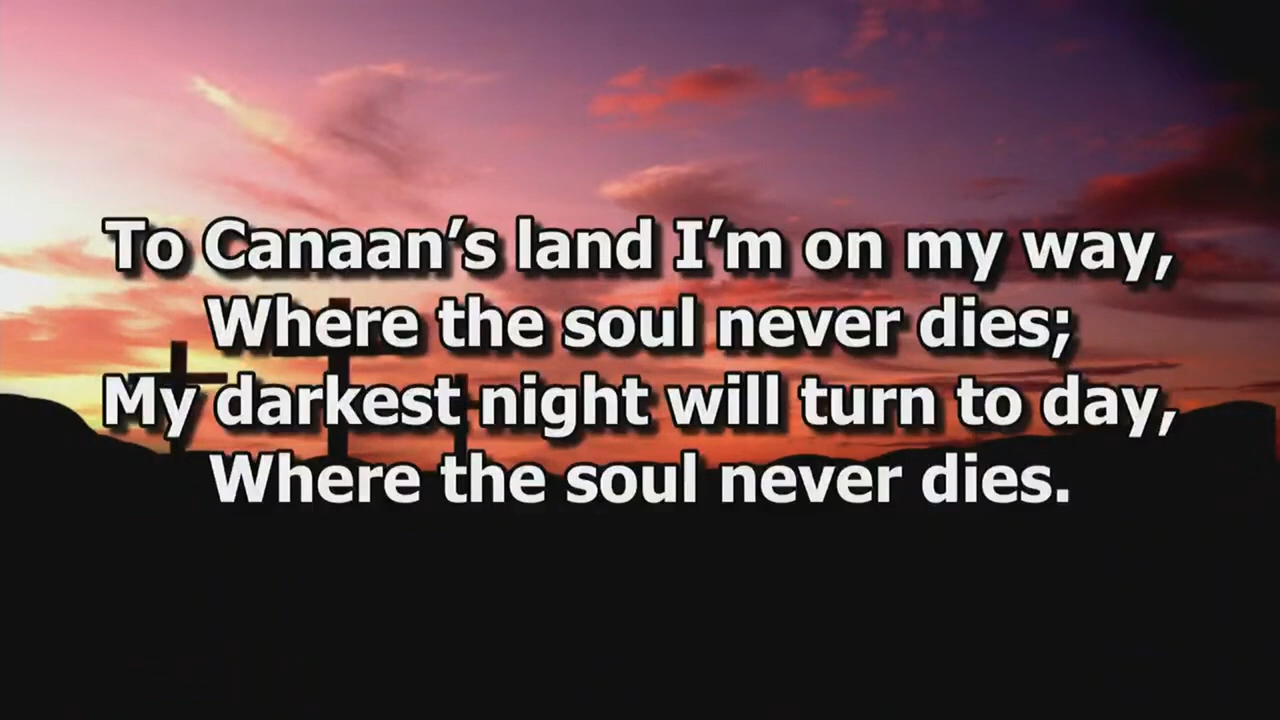 To Canaan’s land I’m on my way,
Where the soul never dies;
My darkest night will turn to day,
Where the soul never dies.